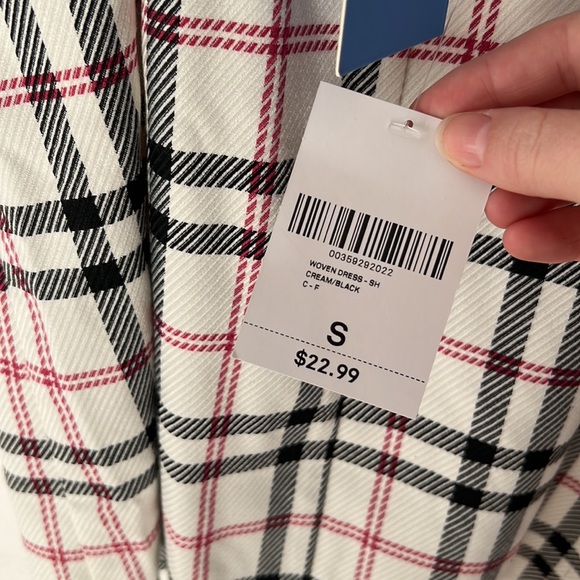 00359292022
WOVEN DRESS - SH
CREAM/BLACK
C - F
S
$22.99